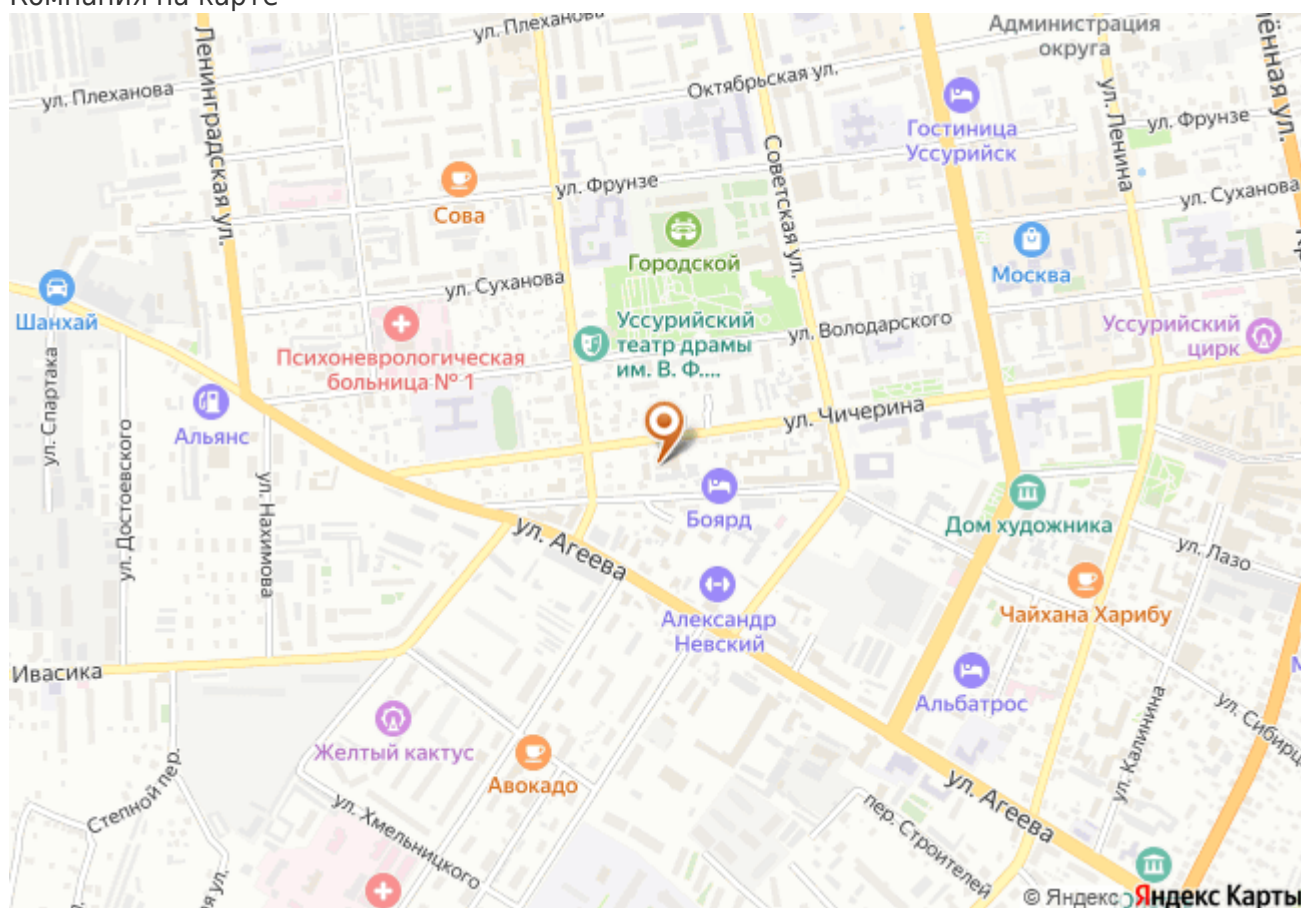 Компания на карте
ул. Плеханова
Администрация
округа
ул. Плеханова
Октябрьская ул.
Ленинградская ул.
Гостиница
Уссурийск
ул. Ленина
ул. Фрунзе
Советская ул.
ул. Фрунзе
Сова
ул. Суханова
Городской
Москва
ул. Суханова
Шанхай
Уссурийский
театр драмы
им. В. Ф....
ул. Володарского
Уссурийский
цирк
Психоневрологическая
больница № 1
Альянс
ул. Чичерина
ул. Спартака
ул. Достоевского
ул. Нахимова
Боярд
Дом художника
ул. Агеева
ул. Лазо
Александр
Невский
Чайхана Харибу
Ивасика
Альбатрос
Желтый кактус
Авокадо
ул. Калинина
Степной пер.
ул. Хмельницкого
ул. Агеева
пер. Строителей
© Яндекс
Яндекс Карты